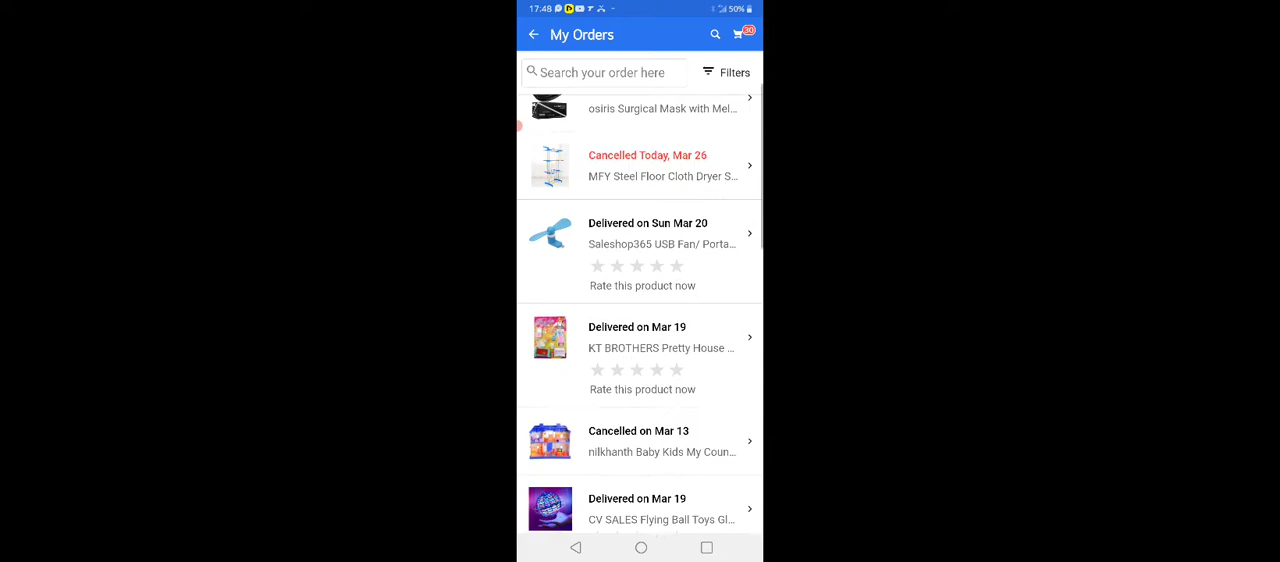 17:48 50%
My Orders 30
Search your order here Filters
osiris Surgical Mask with Mel...
Cancelled Today, Mar 26
MFY Steel Floor Cloth Dryer S...
Delivered on Sun Mar 20
Saleshop365 USB Fan/ Porta...
Rate this product now
Delivered on Mar 19
KT BROTHERS Pretty House ...
Rate this product now
Cancelled on Mar 13
nilkhanth Baby Kids My Coun...
Delivered on Mar 19
CV SALES Flying Ball Toys Gl...